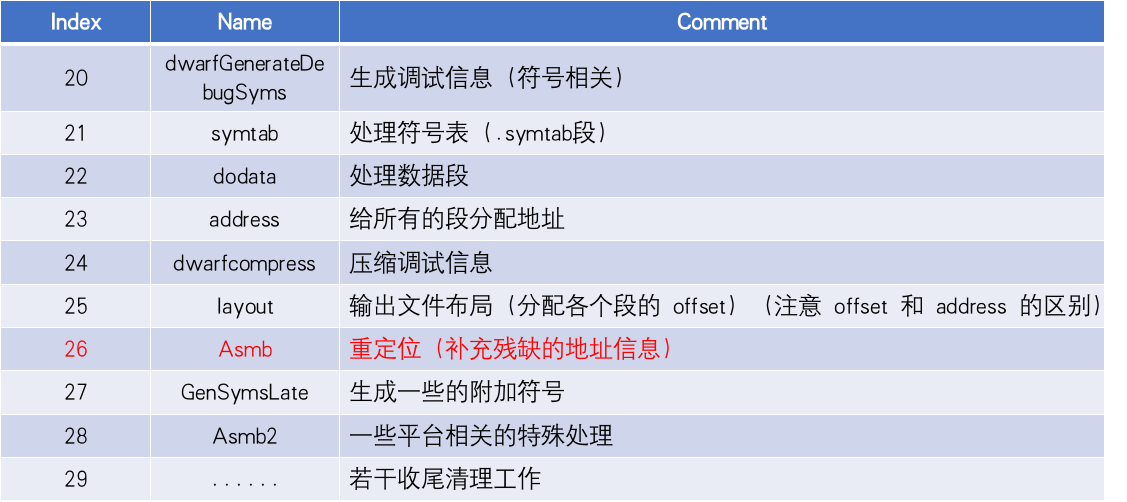 Index Name Comment
20 dwarfGenerateDe
bugSyms 生成调试信息（符号相关）
21 symtab 处理符号表（.symtab段）
22 dodata 处理数据段
23 address 给所有的段分配地址
24 dwarfcompress 压缩调试信息
25 layout 输出文件布局（分配各个段的 offset）（注意 offset 和 address 的区别）
26 Asmb 重定位（补充残缺的地址信息）
27 GenSymsLate 生成一些的附加符号
28 Asmb2 一些平台相关的特殊处理
29 ...... 若干收尾清理工作